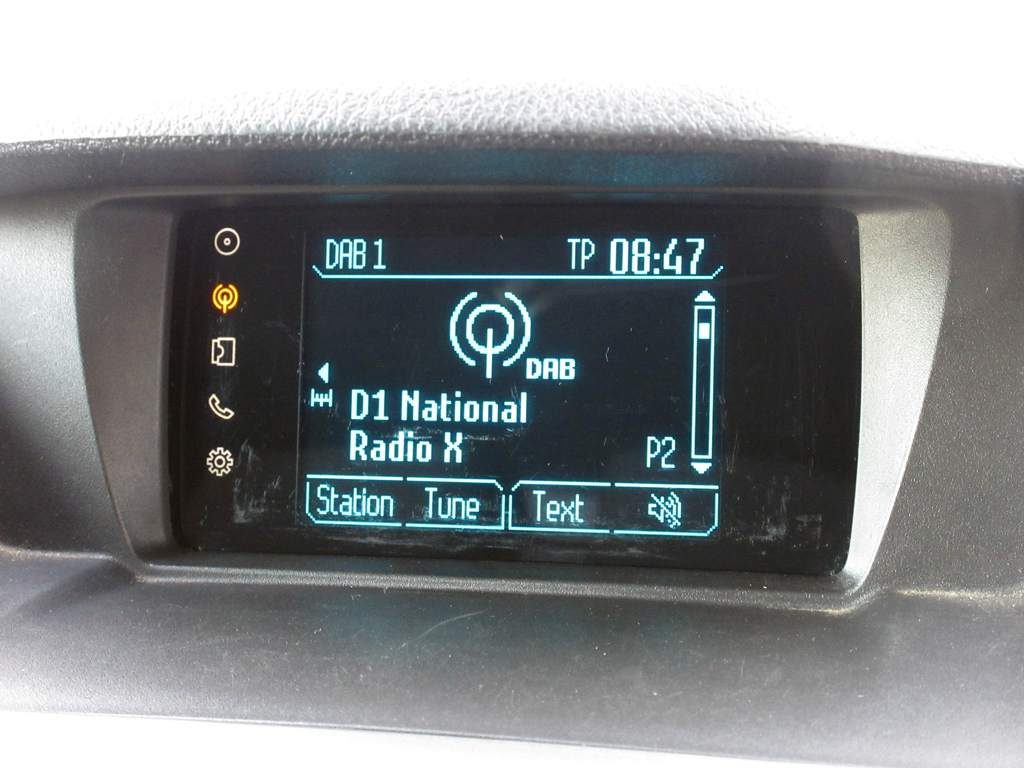 DAB 1 TP 08:47
DAB
D1 National
Radio X P2
Station Tune Text